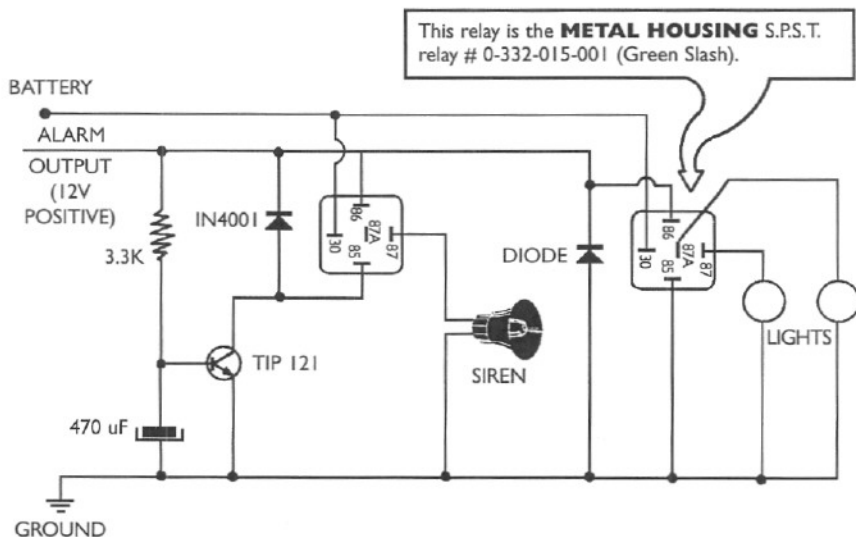 This relay is the METAL HOUSING S.P.S.T.
relay # 0-332-015-001 (Green Slash).
BATTERY
ALARM
OUTPUT
(12V
POSITIVE)
3.3K
IN4001
86
87A
87
30
85
DIODE
86
87A
87
30
85
TIP 121
SIREN
LIGHTS
470 uF
GROUND